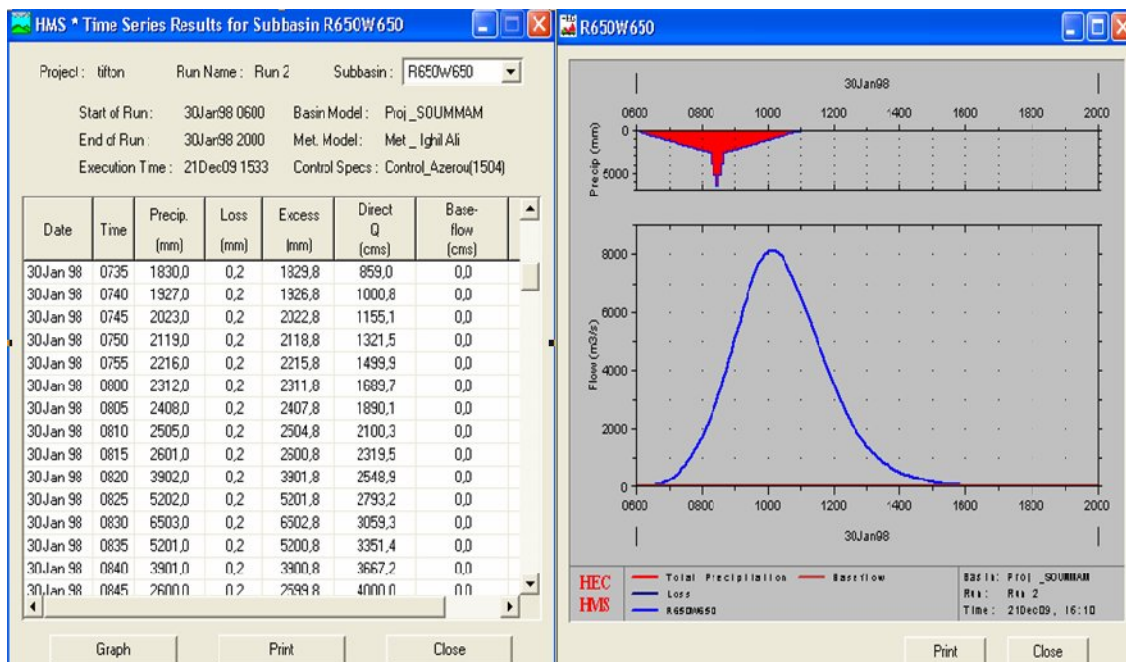 HMS * Time Series Results for Subbasin R650W650
Project : tifton Run Name : Run 2 Subbasin : R650W650
Start of Run : 30Jan98 0600 Basin Model : Proj_SOUMMAM
End of Run : 30Jan98 2000 Met. Model : Met _ Ighil Ali
Execution Time : 21Dec09 1533 Control Specs : Control_Azerou(1504)
Date Time Precip. (mm) Loss (mm) Excess (mm) Direct Q (cms) Base-flow (cms)
30Jan 98 0735 1830,0 0,2 1829,8 859,0 0,0
30Jan 98 0740 1927,0 0,2 1926,8 1000,8 0,0
30Jan 98 0745 2023,0 0,2 2022,8 1155,1 0,0
30Jan 98 0750 2119,0 0,2 2118,8 1321,5 0,0
30Jan 98 0755 2216,0 0,2 2215,8 1499,9 0,0
30Jan 98 0800 2312,0 0,2 2311,8 1689,7 0,0
30Jan 98 0805 2408,0 0,2 2407,8 1890,1 0,0
30Jan 98 0810 2505,0 0,2 2504,8 2100,3 0,0
30Jan 98 0815 2601,0 0,2 2600,8 2319,5 0,0
30Jan 98 0820 3902,0 0,2 3901,8 2548,9 0,0
30Jan 98 0825 5202,0 0,2 5201,8 2793,2 0,0
30Jan 98 0830 6503,0 0,2 6502,8 3059,3 0,0
30Jan 98 0835 5201,0 0,2 5200,8 3351,4 0,0
30Jan 98 0840 3901,0 0,2 3900,8 3667,2 0,0
30Jan 98 0845 2600,0 0,2 2599,8 4000,0 0,0
Graph Print Close
R650W650
30Jan98
0600 0800 1000 1200 1400 1600 1800 2000
Precip (mm)
0
5000
Flow (m3/s)
8000
6000
4000
2000
0
0600 0800 1000 1200 1400 1600 1800 2000
30Jan98
HEC
HMS
Total Precipitation Baseflow
Loss
R650W650
Basin: Proj _SOUMMAM
Run: Run 2
Time: 21Dec09, 16:10
Print Close